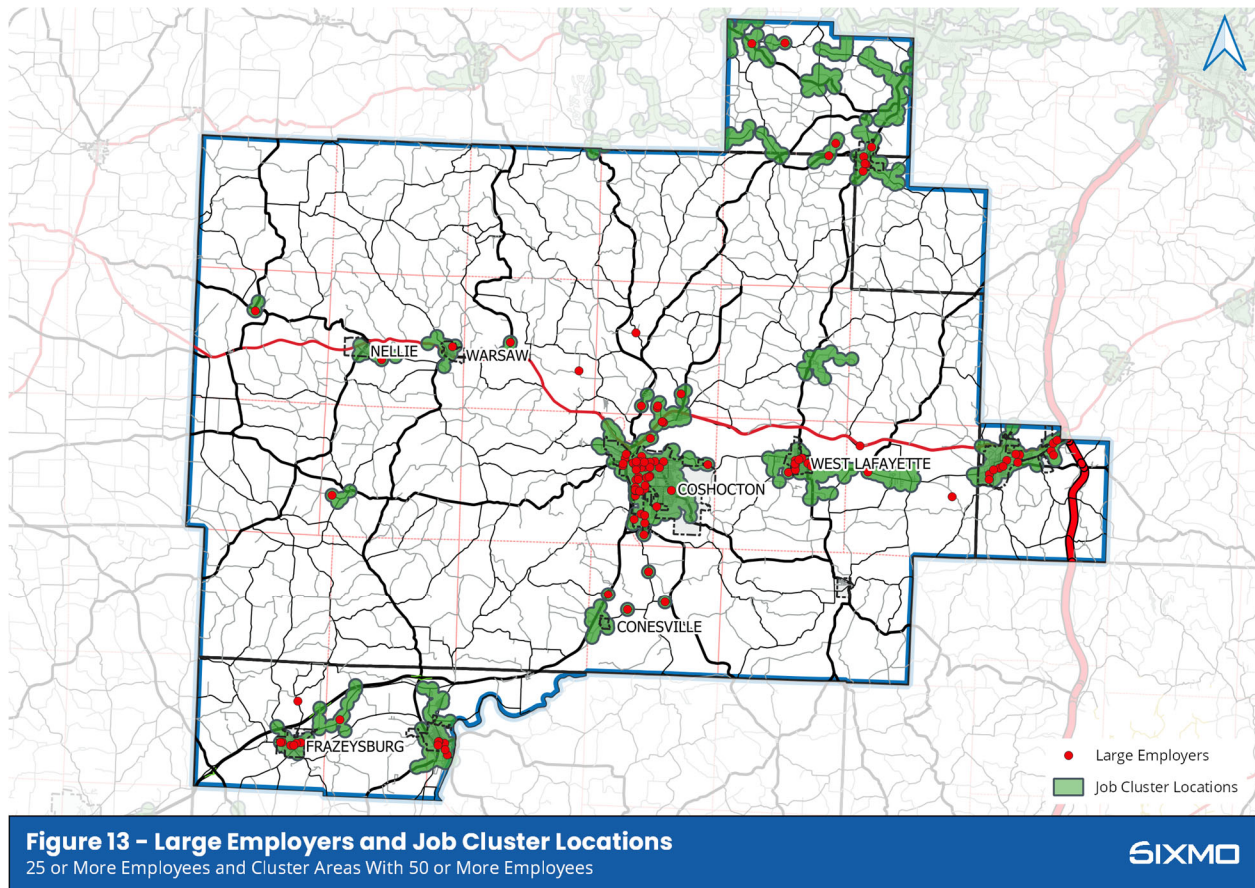 NELLIE
WARSAW
WEST LAFAYETTE
COSHOCTON
CONESVILLE
FRAZEYSBURG
Large Employers
Job Cluster Locations
Figure 13 – Large Employers and Job Cluster Locations
25 or More Employees and Cluster Areas With 50 or More Employees
SIXMO